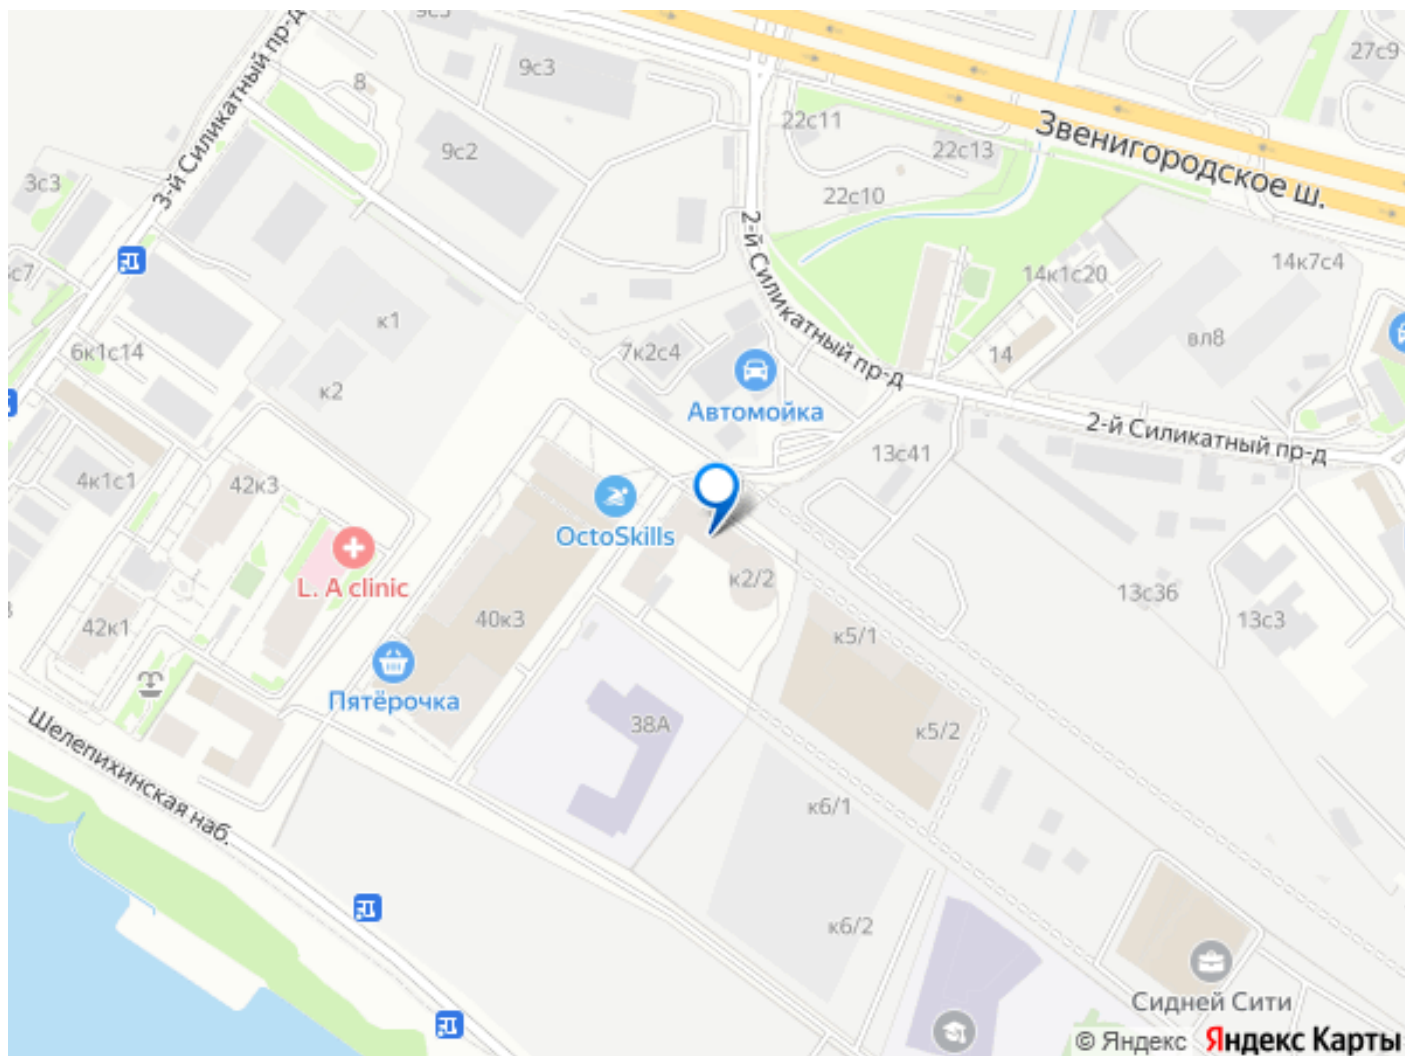 9с3
27с9
3-й Силикатный пр-д
8
22с11
Звенигородское ш.
9с2
22с13
3с3
22с10
2-й Силикатный пр-д
14к7с4
14к1с20
к1
7к2с4
6к1с14
14
вл8
к2
Автомойка
2-й Силикатный пр-д
13с41
4к1с1
42к3
OctoSkills
L. A clinic
к2/2
13с36
42к1
40к3
к5/1
13с3
Пятёрочка
38А
к5/2
Шелепихинская наб.
к6/1
к6/2
Сидней Сити
© Яндекс Яндекс Карты